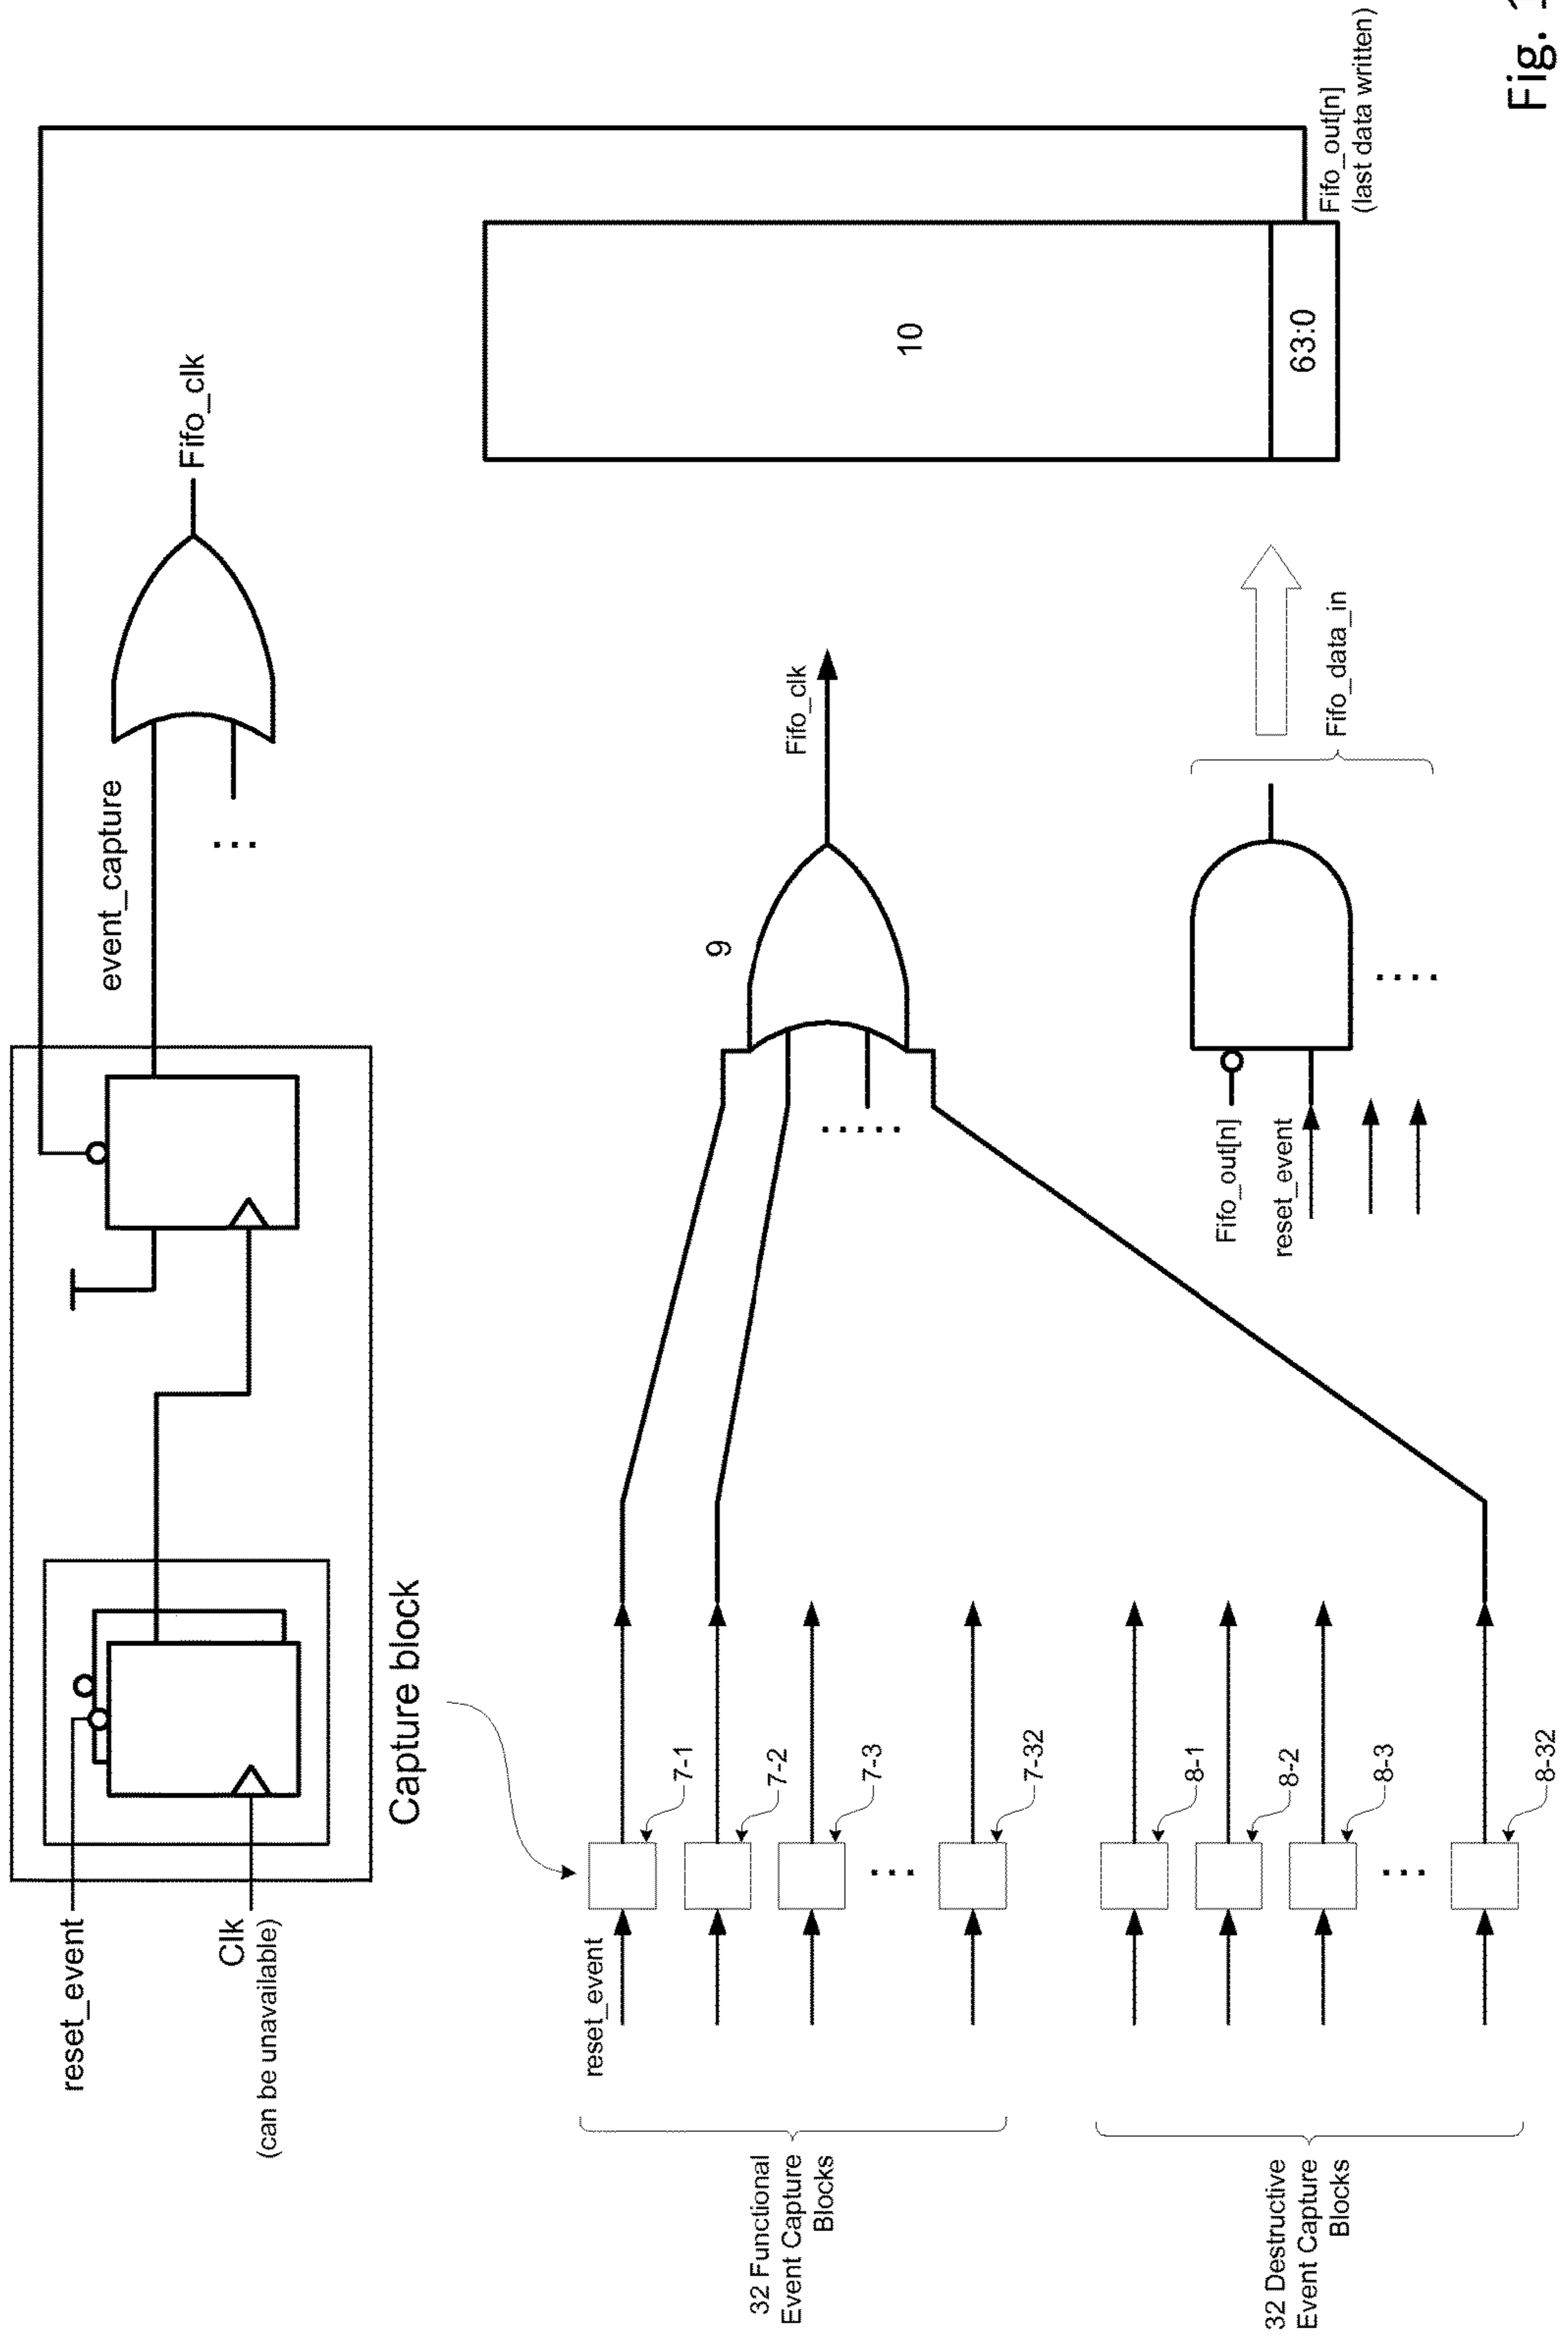 reset_event
Clk
(can be unavailable)
event_capture
...
Fifo_clk
Capture block
reset_event
32 Functional
Event Capture
Blocks
7-1
7-2
7-3
...
7-32
32 Destructive
Event Capture
Blocks
8-1
8-2
8-3
...
8-32
.....
9
Fifo_clk
Fifo_out[n]
reset_event
....
Fifo_data_in
10
63:0
Fifo_out[n]
(last data written)
Fig.